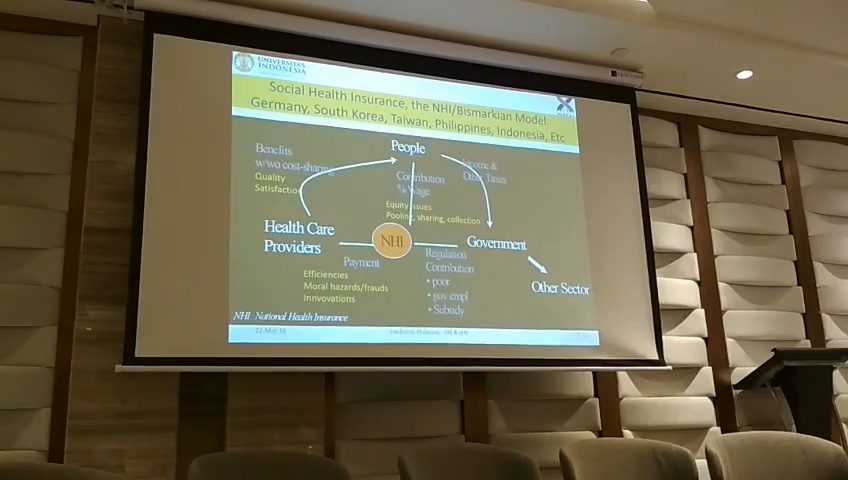 UNIVERSITAS
INDONESIA
Social Health Insurance, the NHI/Bismarkian Model
Germany, South Korea, Taiwan, Philippines, Indonesia, Etc
People
Benefits
w/wo cost-sharing
Quality
Satisfaction
Income &
Other Taxes
Contribution
% Wage
Equity issues
Pooling, sharing, collection
Health Care
Providers
NHI
Government
Payment
Regulation
Contribution
• poor
• gov empl
• Subsidy
Efficiencies
Moral hazards/frauds
Innvovations
Other Sector
NHI National Health Insurance